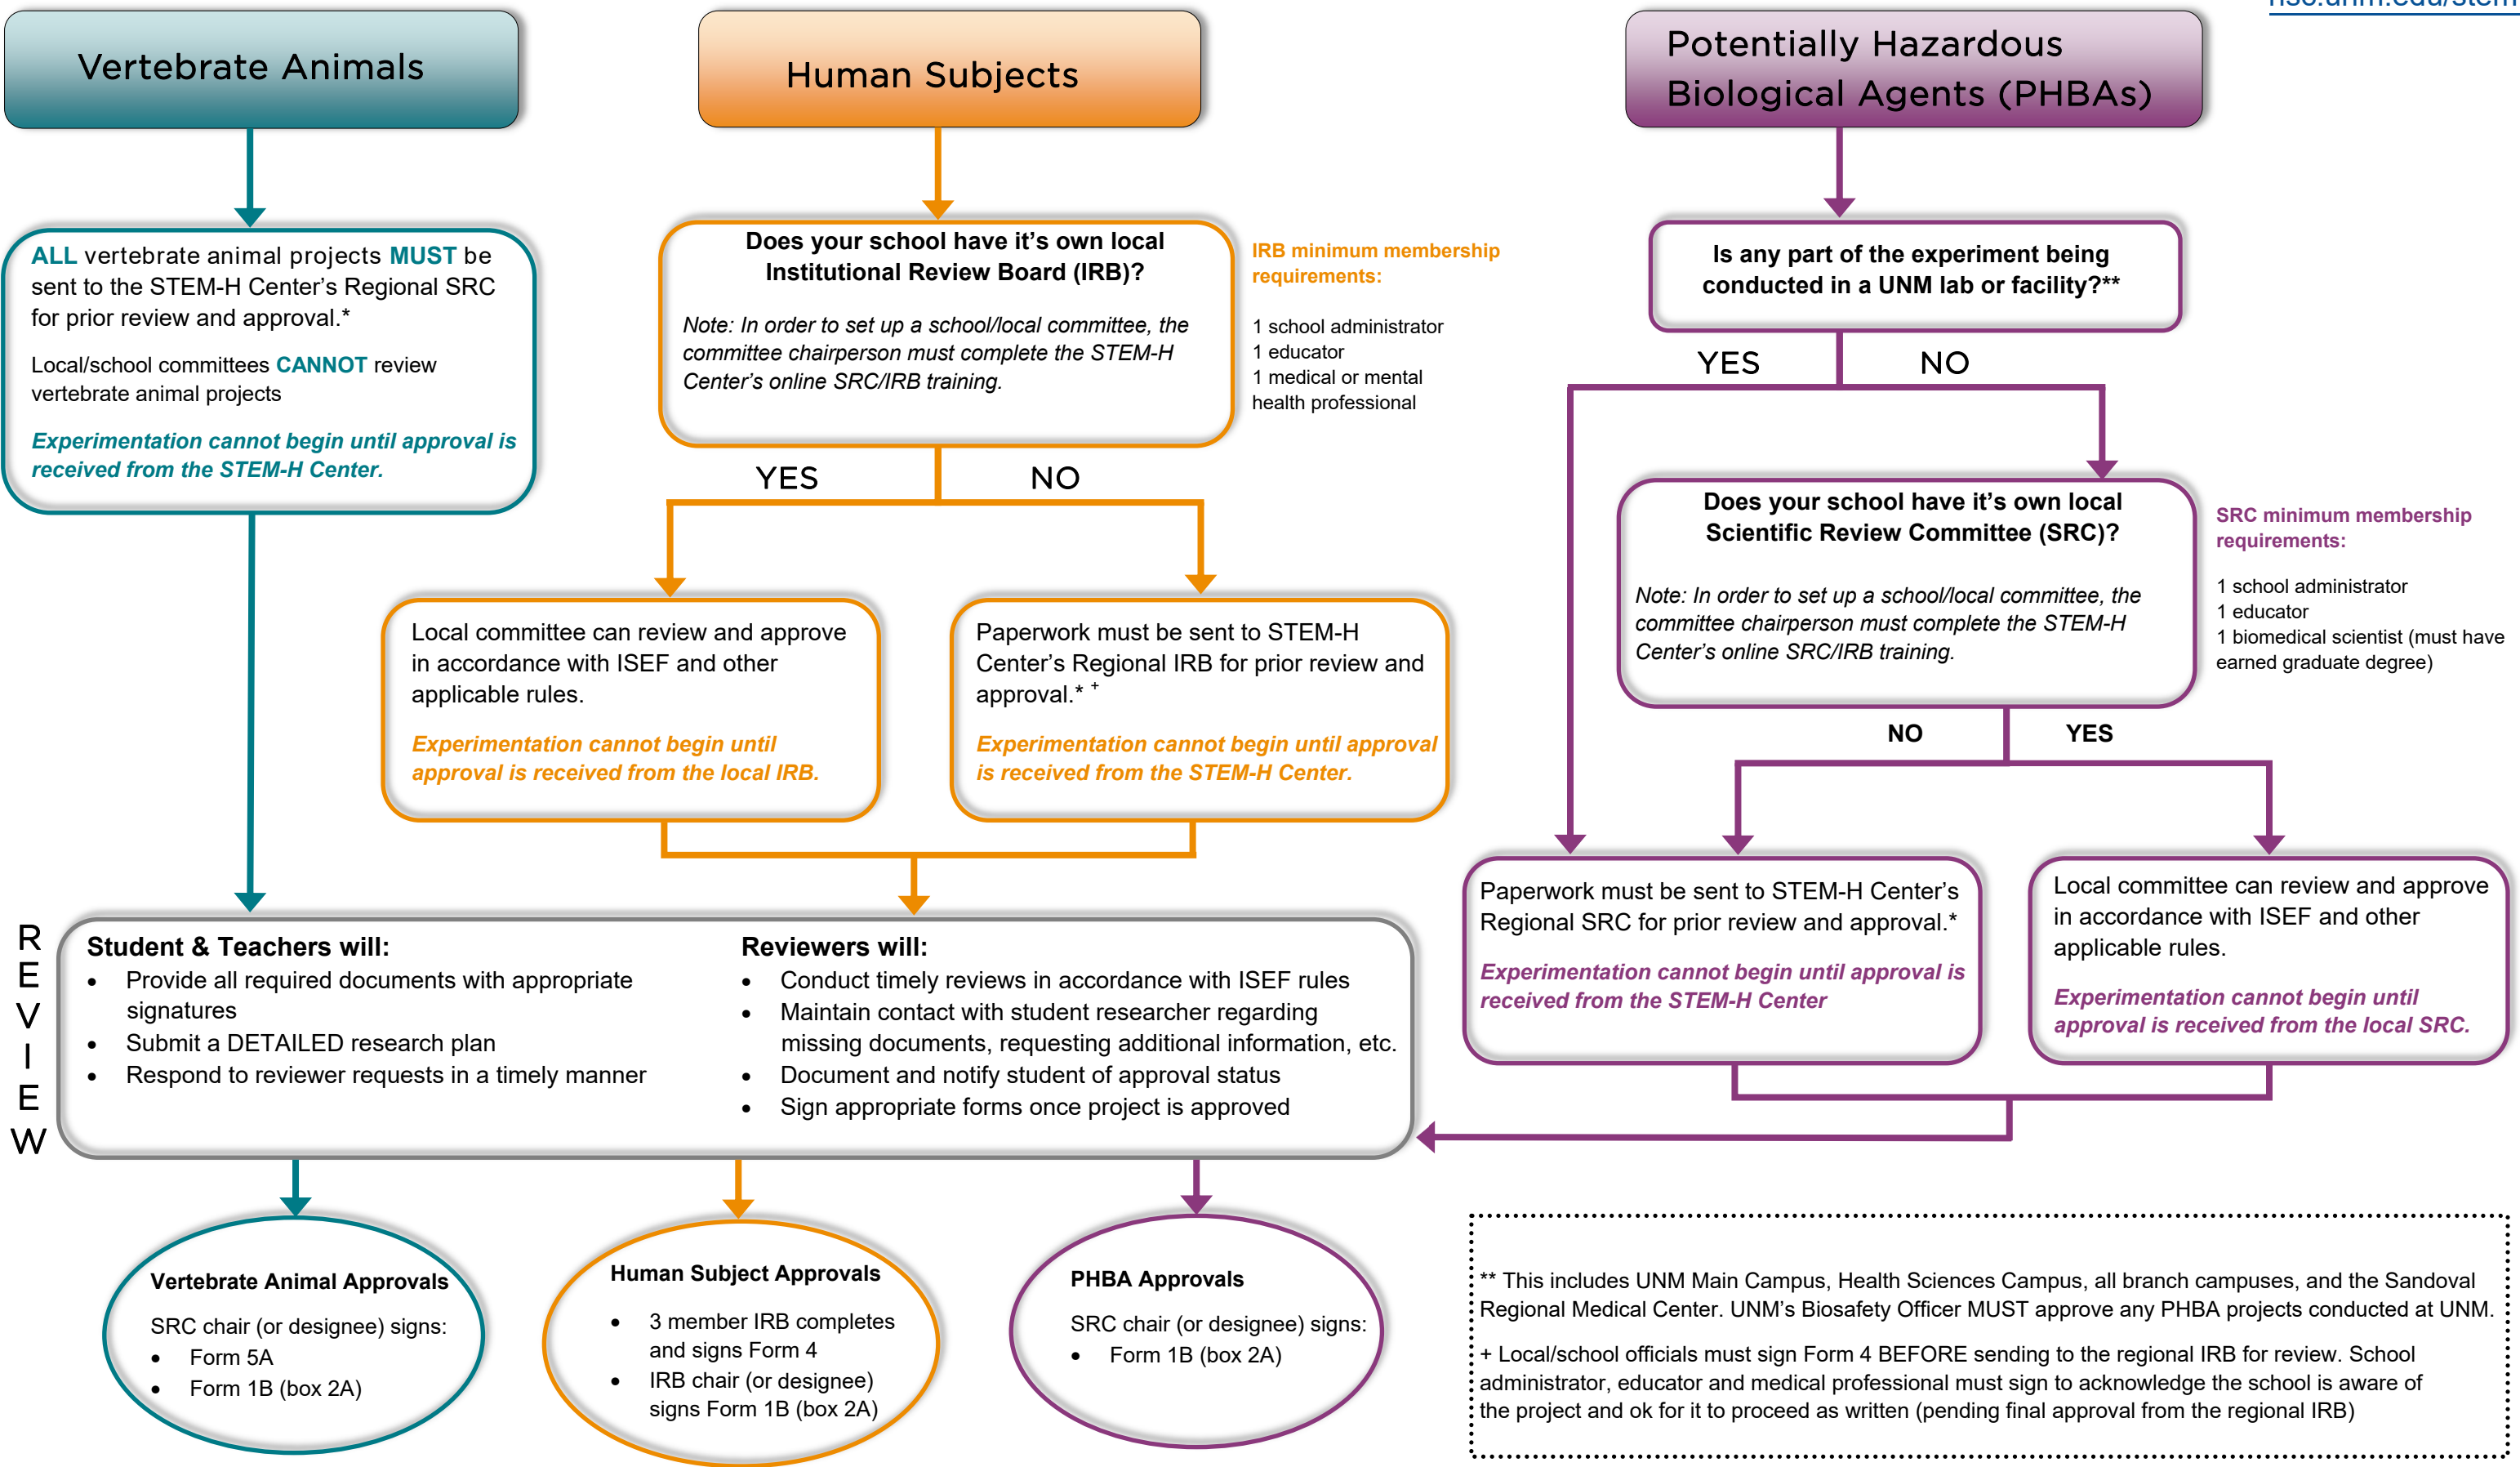 hsc.unm.edu/stem
Vertebrate Animals
ALL vertebrate animal projects MUST be
sent to the STEM-H Center’s Regional SRC
for prior review and approval.*
Local/school committees CANNOT review
vertebrate animal projects
Experimentation cannot begin until approval is
received from the STEM-H Center.
Human Subjects
Does your school have it’s own local
Institutional Review Board (IRB)?
Note: In order to set up a school/local committee, the
committee chairperson must complete the STEM-H
Center’s online SRC/IRB training.
IRB minimum membership
requirements:
1 school administrator
1 educator
1 medical or mental
health professional
YES
NO
Local committee can review and approve
in accordance with ISEF and other
applicable rules.
Experimentation cannot begin until
approval is received from the local IRB.
Paperwork must be sent to STEM-H
Center’s Regional IRB for prior review and
approval.* +
Experimentation cannot begin until approval
is received from the STEM-H Center.
Potentially Hazardous
Biological Agents (PHBAs)
Is any part of the experiment being
conducted in a UNM lab or facility?**
YES
NO
Does your school have it’s own local
Scientific Review Committee (SRC)?
Note: In order to set up a school/local committee, the
committee chairperson must complete the STEM-H
Center’s online SRC/IRB training.
SRC minimum membership
requirements:
1 school administrator
1 educator
1 biomedical scientist (must have
earned graduate degree)
NO
YES
Paperwork must be sent to STEM-H Center’s
Regional SRC for prior review and approval.*
Experimentation cannot begin until approval is
received from the STEM-H Center
Local committee can review and approve
in accordance with ISEF and other
applicable rules.
Experimentation cannot begin until
approval is received from the local SRC.
REVIEW
Student & Teachers will:
• Provide all required documents with appropriate
signatures
• Submit a DETAILED research plan
• Respond to reviewer requests in a timely manner
Reviewers will:
• Conduct timely reviews in accordance with ISEF rules
• Maintain contact with student researcher regarding
missing documents, requesting additional information, etc.
• Document and notify student of approval status
• Sign appropriate forms once project is approved
Vertebrate Animal Approvals
SRC chair (or designee) signs:
• Form 5A
• Form 1B (box 2A)
Human Subject Approvals
• 3 member IRB completes
and signs Form 4
• IRB chair (or designee)
signs Form 1B (box 2A)
PHBA Approvals
SRC chair (or designee) signs:
• Form 1B (box 2A)
** This includes UNM Main Campus, Health Sciences Campus, all branch campuses, and the Sandoval
Regional Medical Center. UNM’s Biosafety Officer MUST approve any PHBA projects conducted at UNM.
+ Local/school officials must sign Form 4 BEFORE sending to the regional IRB for review. School
administrator, educator and medical professional must sign to acknowledge the school is aware of
the project and ok for it to proceed as written (pending final approval from the regional IRB)